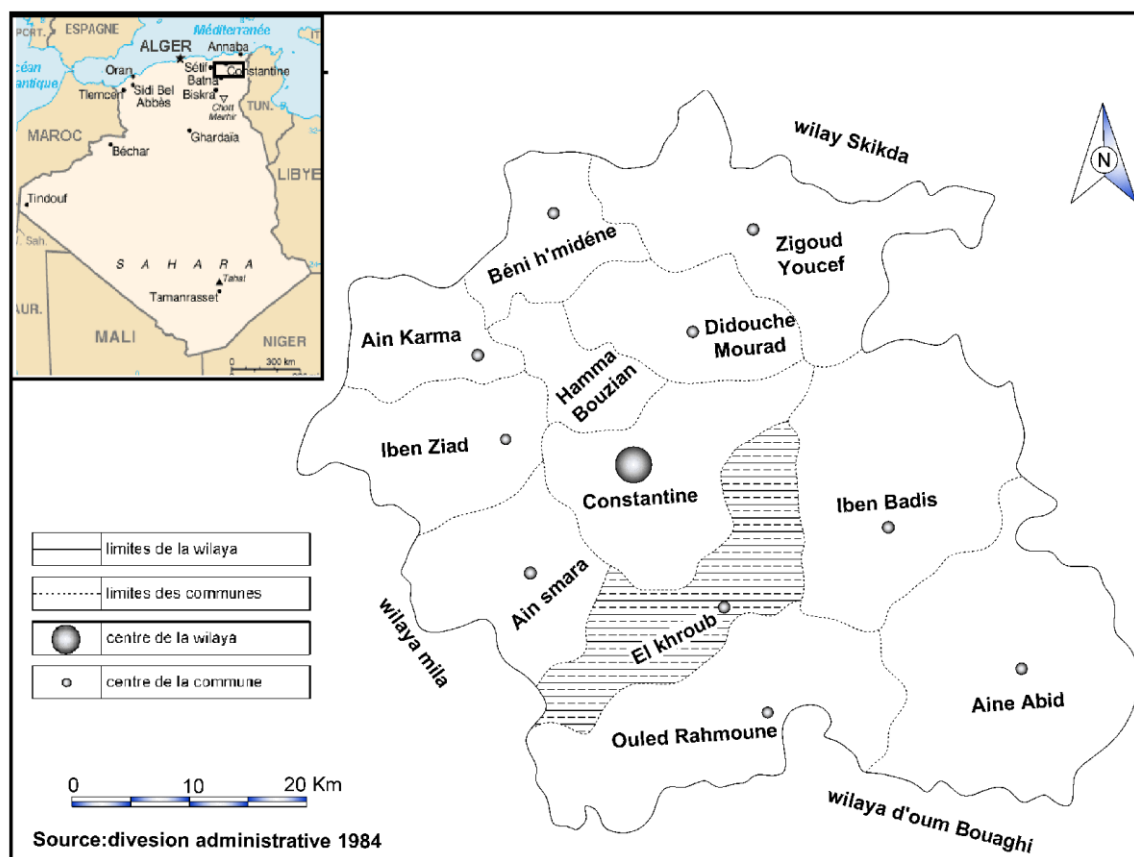 PORT.
ESPAGNE
Méditerranée
IT.
ALGER
Annaba
Sétif
Constantine
Oran
Batna
Tlemcen
Sidi Bel
Abbès
Biskra
Chott
Melrhir
TUN.
MAROC
Ghardaïa
Béchar
LIBYE
Tindouf
Sah.
S A H A R A
Tahat
Tamanrasset
MALI
NIGER
0 300 km
wilay Skikda
N
Béni h'midéne
Zigoud
Youcef
Ain Karma
Didouche
Mourad
Hamma
Bouzian
Iben Ziad
Constantine
Iben Badis
Ain smara
wilaya mila
El khroub
Aine Abid
Ouled Rahmoune
wilaya d'oum Bouaghi
limites de la wilaya
limites des communes
centre de la wilaya
centre de la commune
0 10 20 Km
Source:divesion administrative 1984